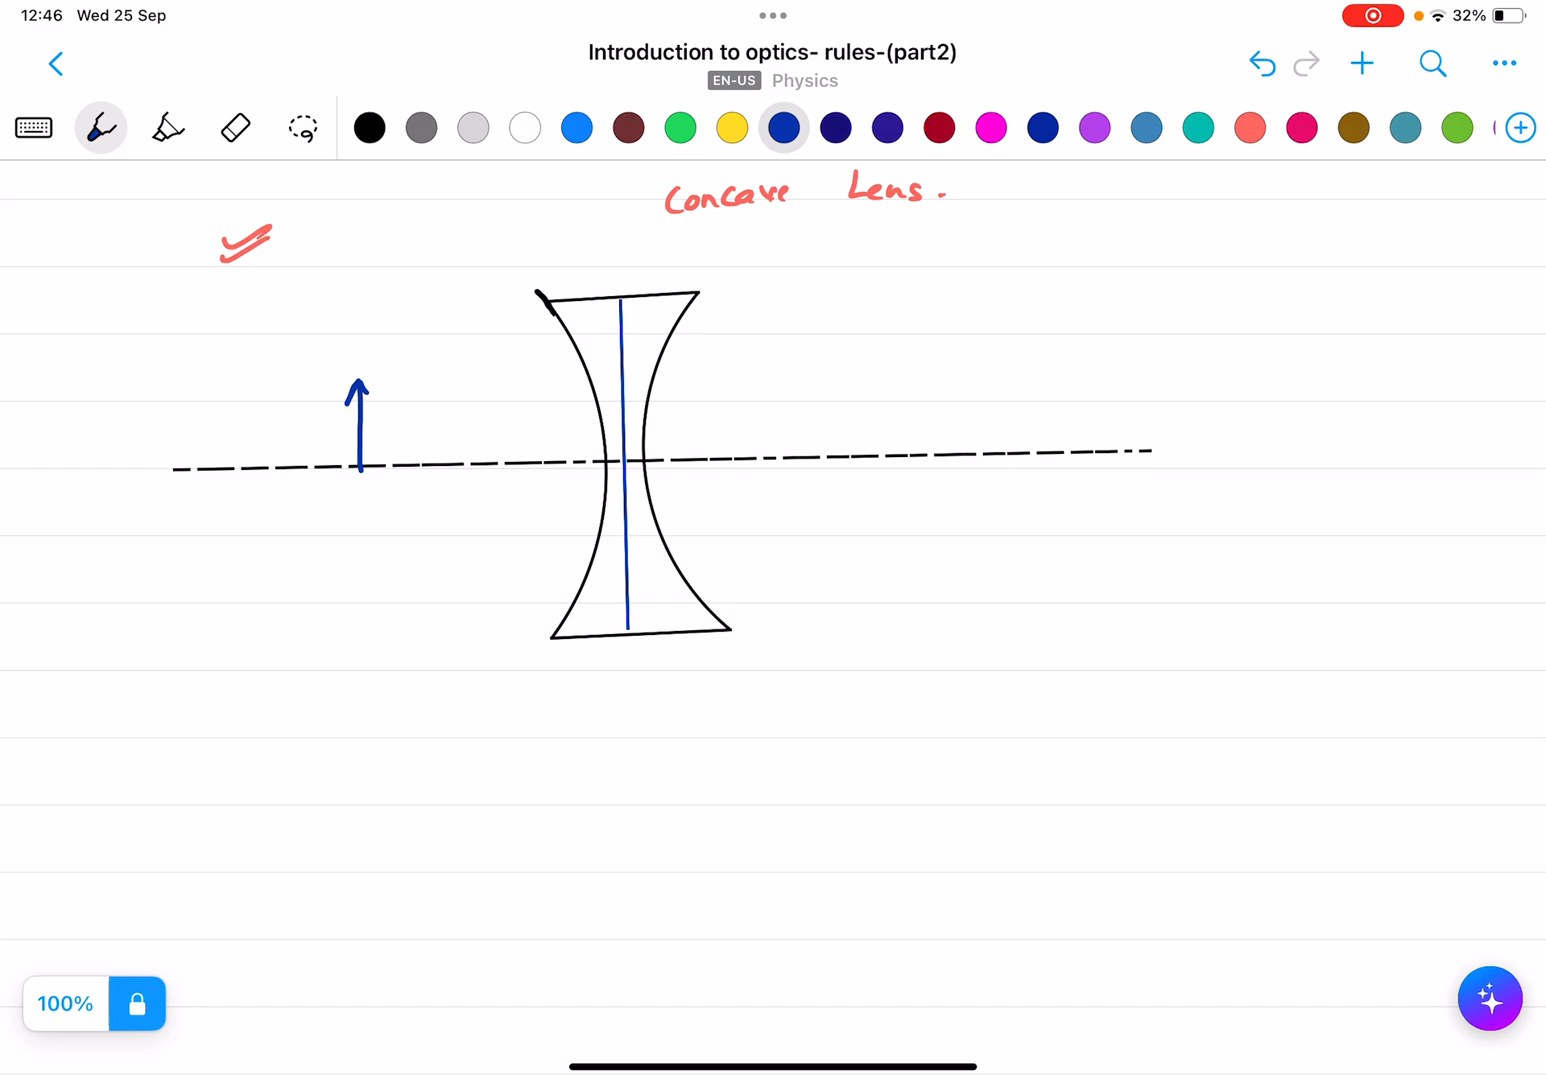 12:46 Wed 25 Sep
32%
Introduction to optics- rules-(part2)
EN-US Physics
Concave Lens.
100%